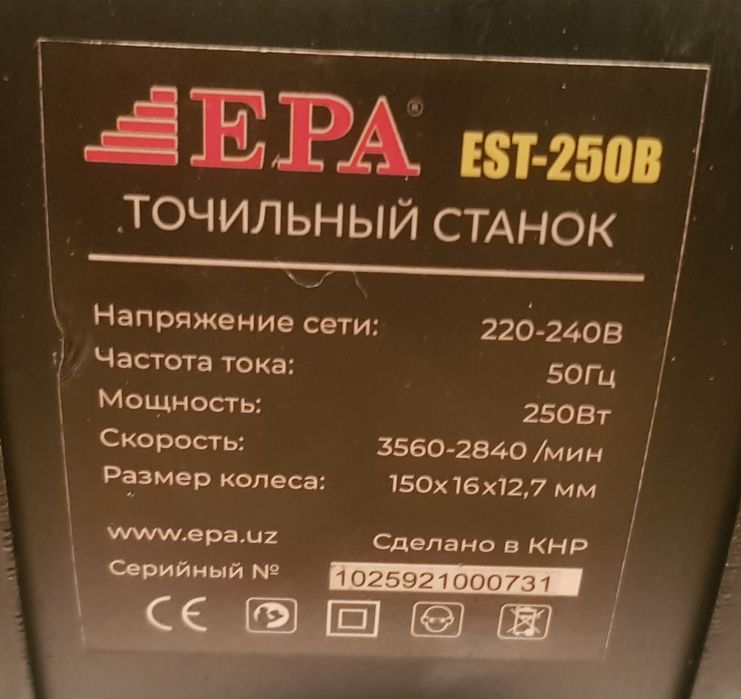 EPA® EST-250B
ТОЧИЛЬНЫЙ СТАНОК
Напряжение сети: 220-240В
Частота тока: 50Гц
Мощность: 250Вт
Скорость: 3560-2840 /мин
Размер колеса: 150x16x12,7 мм
www.epa.uz Сделано в КНР
Серийный № 1025921000731
CE